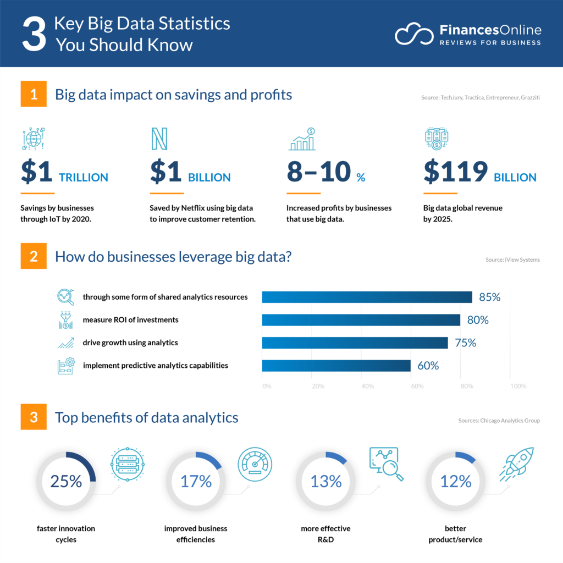 3 Key Big Data Statistics
You Should Know
FinancesOnline
REVIEWS FOR BUSINESS
1 Big data impact on savings and profits
Source: TechJury, Tractica, Entrepreneur, Grazitti
$1 TRILLION
Savings by businesses
through IoT by 2020.
$1 BILLION
Saved by Netflix using big data
to improve customer retention.
8–10 %
Increased profits by businesses
that use big data.
$119 BILLION
Big data global revenue
by 2025.
2 How do businesses leverage big data?
Source: iView Systems
through some form of shared analytics resources 85%
measure ROI of investments 80%
drive growth using analytics 75%
implement predictive analytics capabilities 60%
0% 20% 40% 60% 80% 100%
3 Top benefits of data analytics
Sources: Chicago Analytics Group
25%
faster innovation
cycles
17%
improved business
efficiencies
13%
more effective
R&D
12%
better
product/service